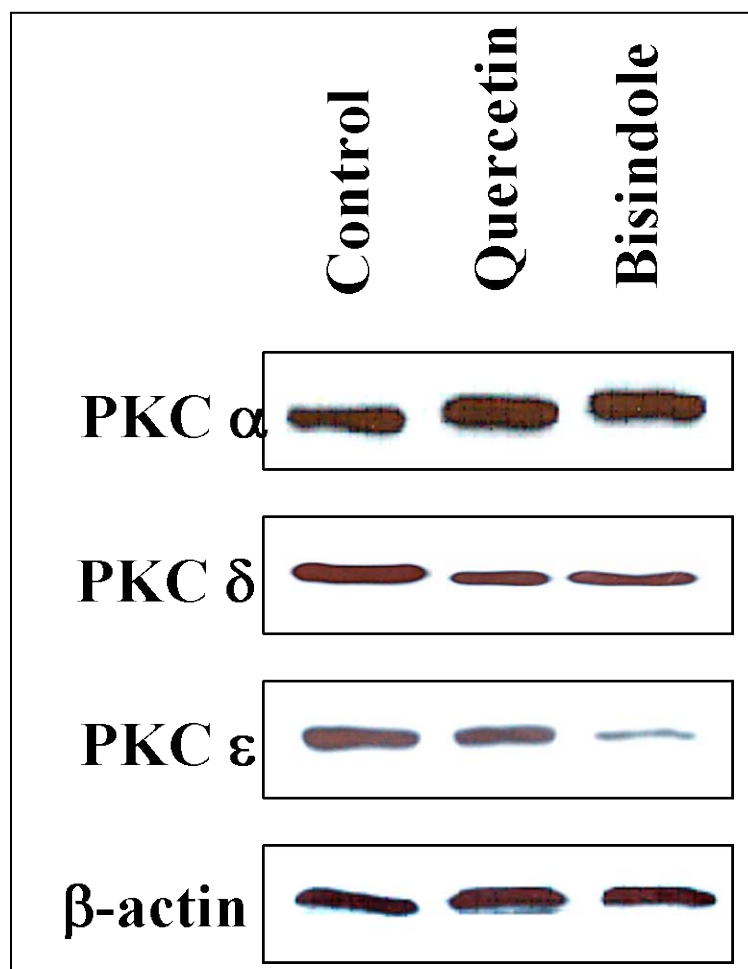 Control
Quercetin
Bisindole
PKC α
PKC δ
PKC ε
β-actin